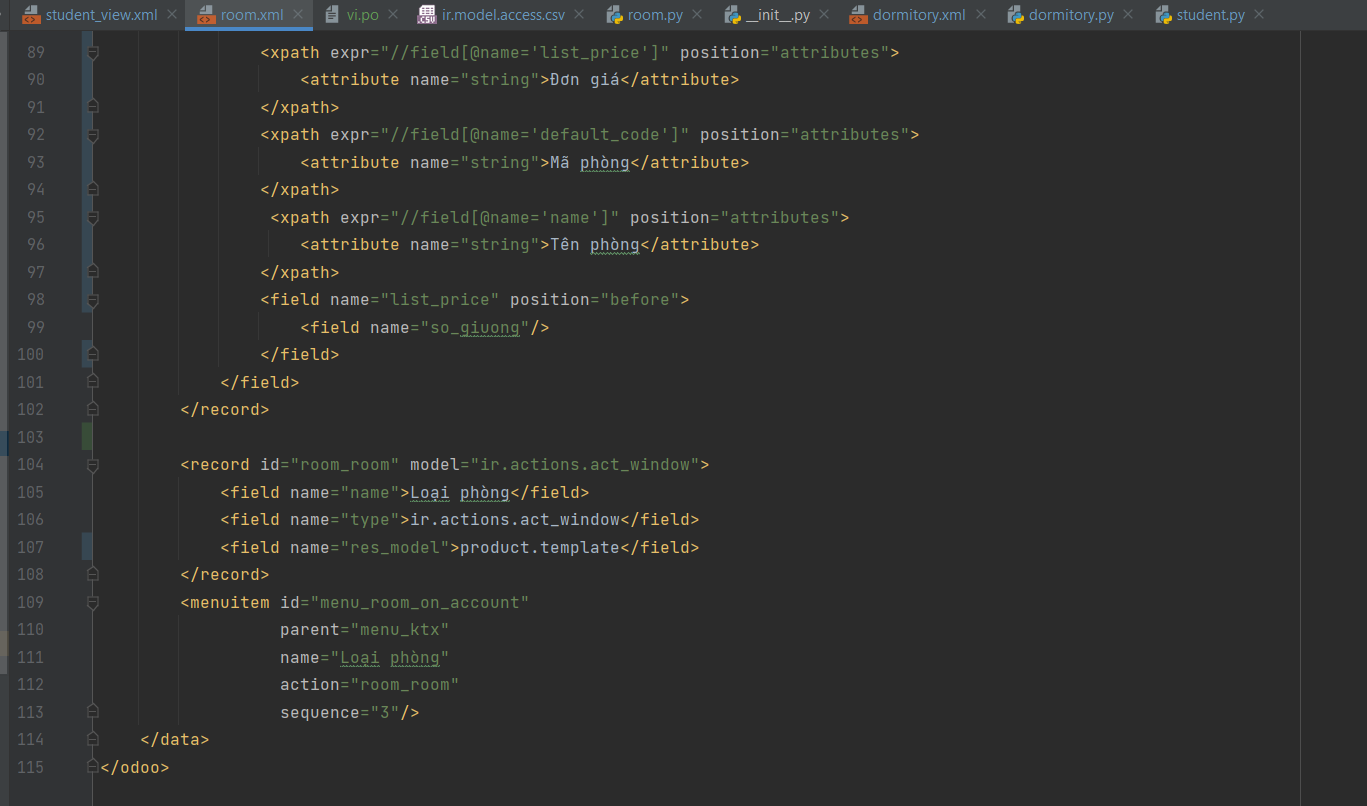 student_view.xml room.xml vi.po ir.model.access.csv room.py __init__.py dormitory.xml dormitory.py student.py
89 <xpath expr="//field[@name='list_price']" position="attributes">
90 <attribute name="string">Đơn giá</attribute>
91 </xpath>
92 <xpath expr="//field[@name='default_code']" position="attributes">
93 <attribute name="string">Mã phòng</attribute>
94 </xpath>
95 <xpath expr="//field[@name='name']" position="attributes">
96 <attribute name="string">Tên phòng</attribute>
97 </xpath>
98 <field name="list_price" position="before">
99 <field name="so_giuong"/>
100 </field>
101 </field>
102 </record>
103
104 <record id="room_room" model="ir.actions.act_window">
105 <field name="name">Loại phòng</field>
106 <field name="type">ir.actions.act_window</field>
107 <field name="res_model">product.template</field>
108 </record>
109 <menuitem id="menu_room_on_account"
110 parent="menu_ktx"
111 name="Loại phòng"
112 action="room_room"
113 sequence="3"/>
114 </data>
115 </odoo>